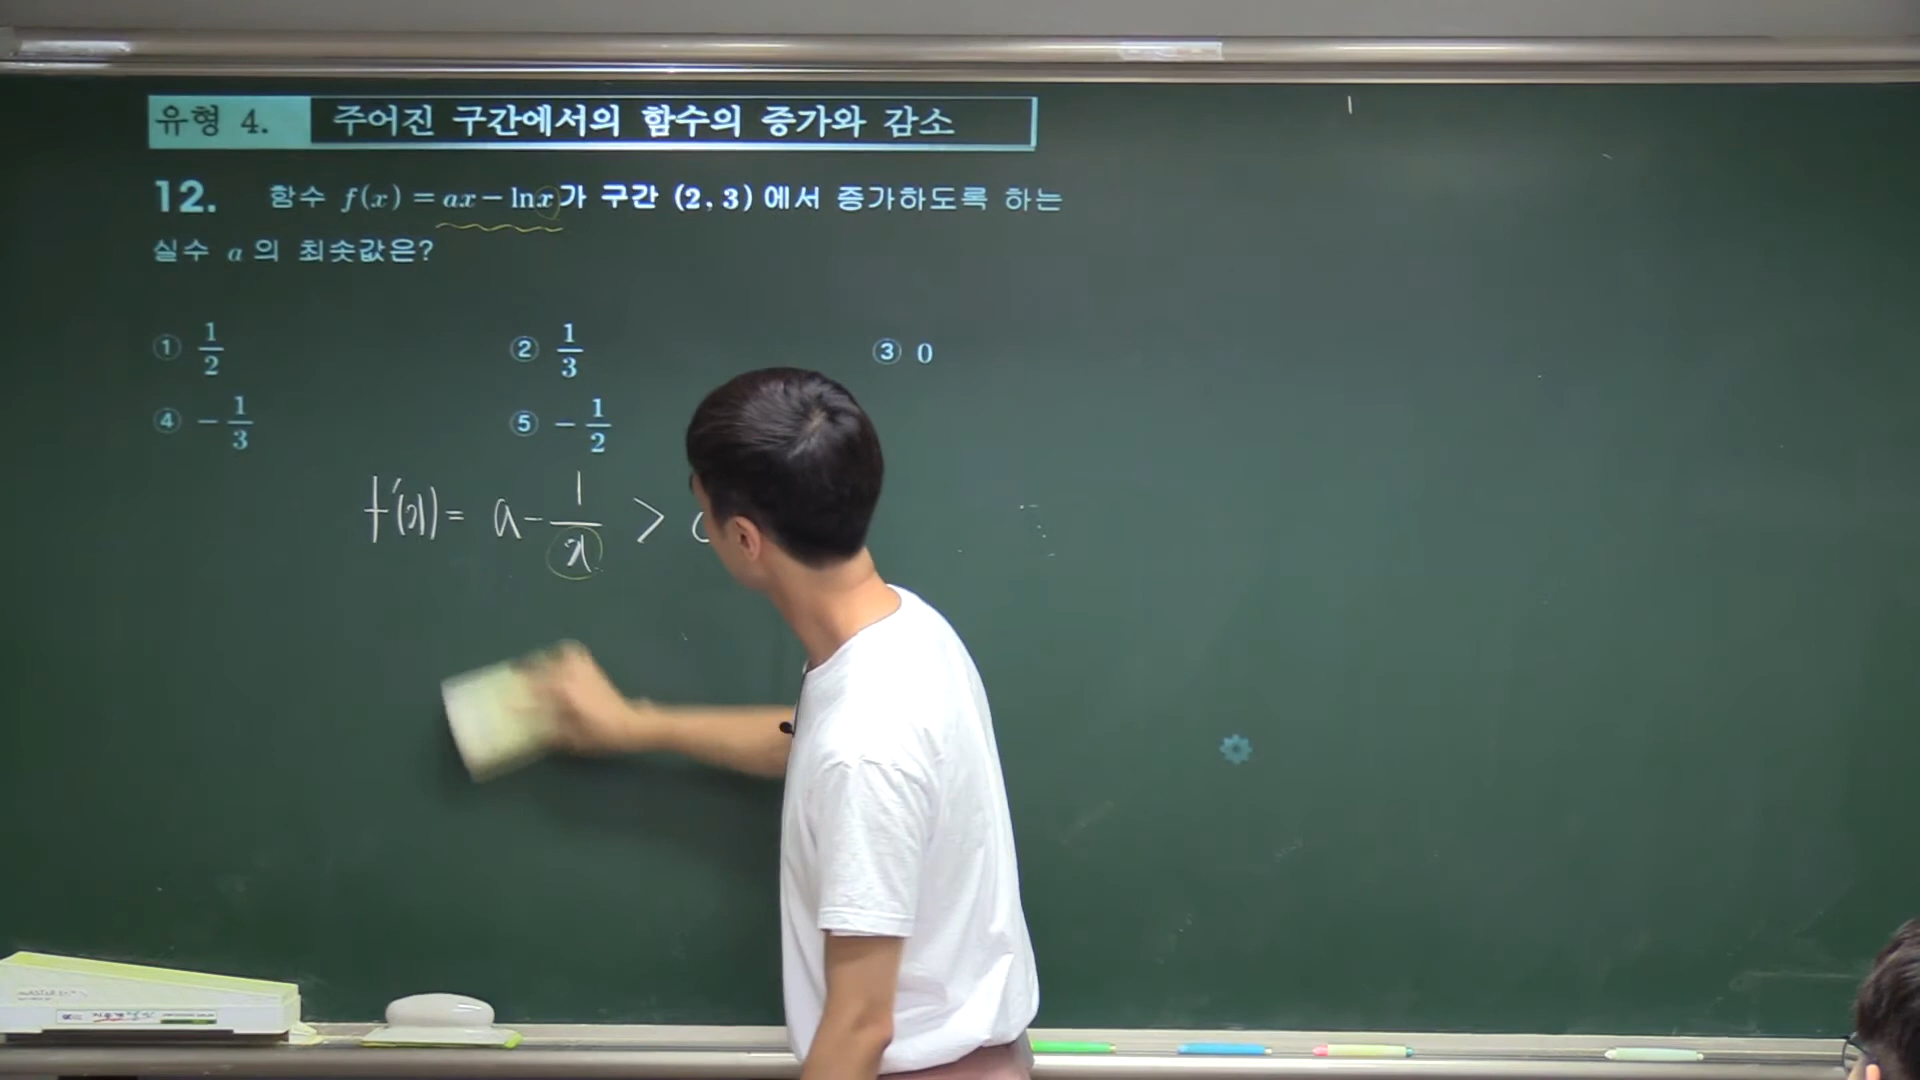 유형 4. 주어진 구간에서의 함수의 증가와 감소
12. 함수 f(x) = ax − lnx가 구간 (2, 3)에서 증가하도록 하는
실수 a의 최솟값은?
① 1/2 ② 1/3 ③ 0
④ −1/3 ⑤ −1/2
f'(x) = a − 1/x >